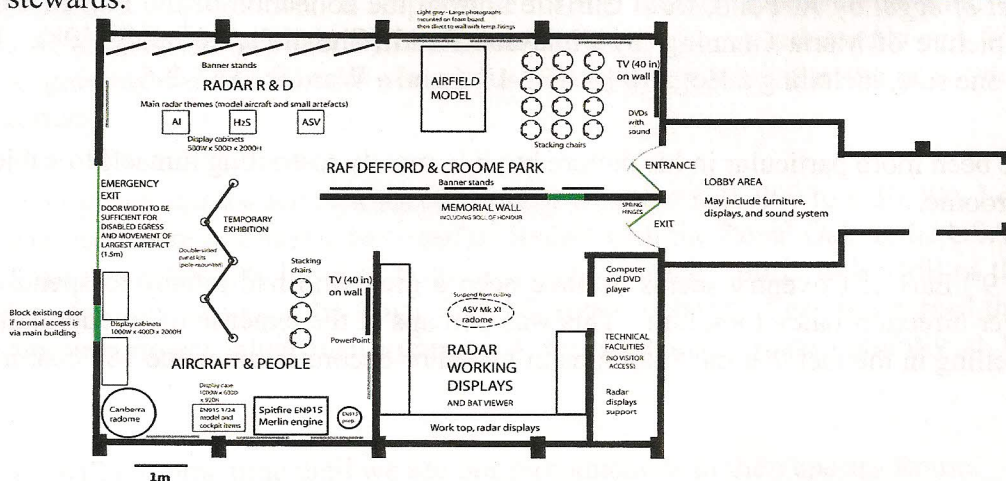 stewards.
Light grey - Large photographs
mounted on foam board,
then direct to wall with temp. fittings
Banner stands
RADAR R & D
Main radar themes (model aircraft and small artefacts)
AI
H2S
ASV
Display cabinets
500W x 500D x 2000H
AIRFIELD
MODEL
TV (40 in)
on wall
DVDs
with
sound
Stacking chairs
RAF DEFFORD & CROOME PARK
Banner stands
MEMORIAL WALL
INCLUDING ROLL OF HONOUR
ENTRANCE
SPRING
HINGES
EXIT
LOBBY AREA
May include furniture,
displays, and sound system
EMERGENCY
EXIT
DOOR WIDTH TO BE
SUFFICIENT FOR
DISABLED EGRESS
AND MOVEMENT OF
LARGEST ARTEFACT
(1.5m)
TEMPORARY
EXHIBITION
Double-sided
panel kits
(pole-mounted)
Stacking
chairs
TV (40 in)
on wall
PowerPoint
Block existing door
if normal access is
via main building
Display cabinets
1000W x 400D x 2000H
AIRCRAFT & PEOPLE
Canberra
radome
Display case
1000W x 600D
x 920H
EN915 1/24
model and
cockpit items
Spitfire EN915
Merlin engine
EN915
Suspend from ceiling
ASV Mk XI
radome
RADAR
WORKING
DISPLAYS
AND BAT VIEWER
Work top, radar displays
Computer
and DVD
player
TECHNICAL
FACILITIES
(NO VISITOR
ACCESS)
Radar
displays
support
1m